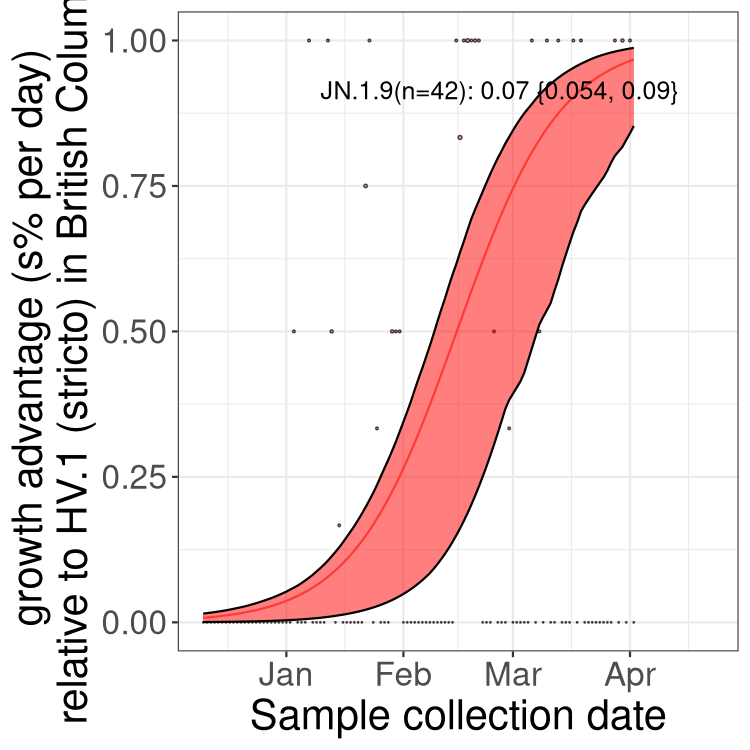 growth advantage (s% per day)
relative to HV.1 (stricto) in British Colum
1.00
0.75
0.50
0.25
0.00
JN.1.9(n=42): 0.07 {0.054, 0.09}
Jan Feb Mar Apr
Sample collection date